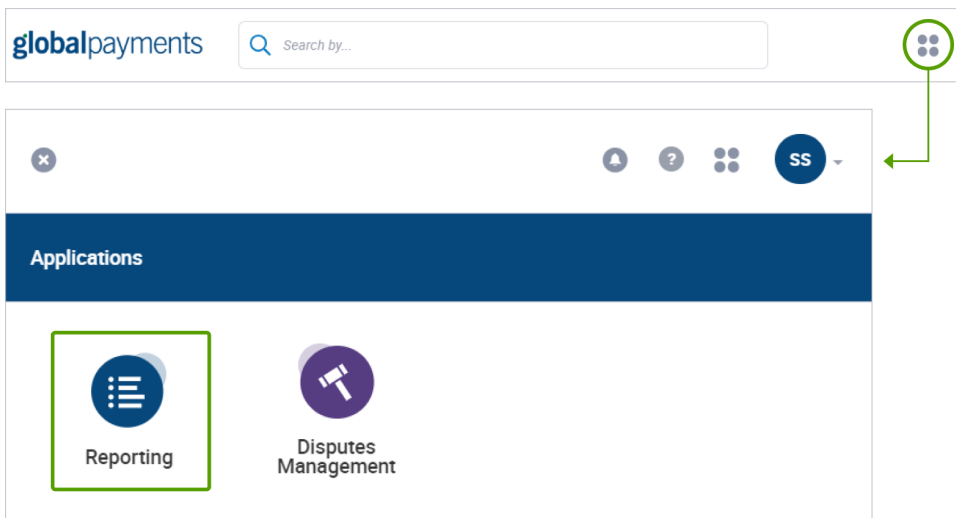 globalpayments
Search by...
?
SS
Applications
Reporting
Disputes
Management